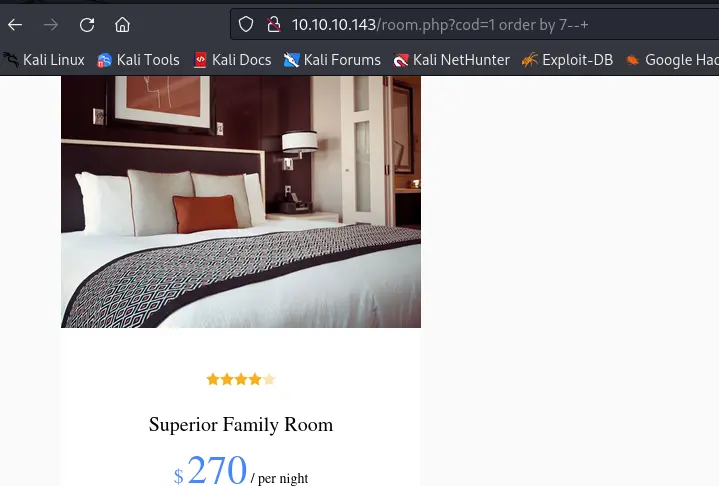 10.10.10.143/room.php?cod=1 order by 7--+
Kali Linux Kali Tools Kali Docs Kali Forums Kali NetHunter Exploit-DB Google Hac
Superior Family Room
$ 270 / per night